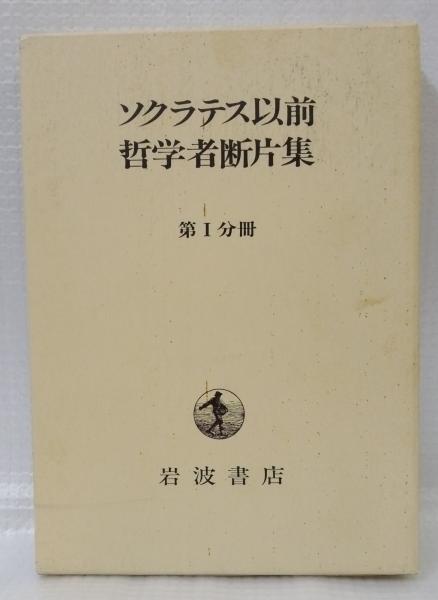 ソクラテス以前
哲学者断片集
第Ⅰ分冊
岩波書店